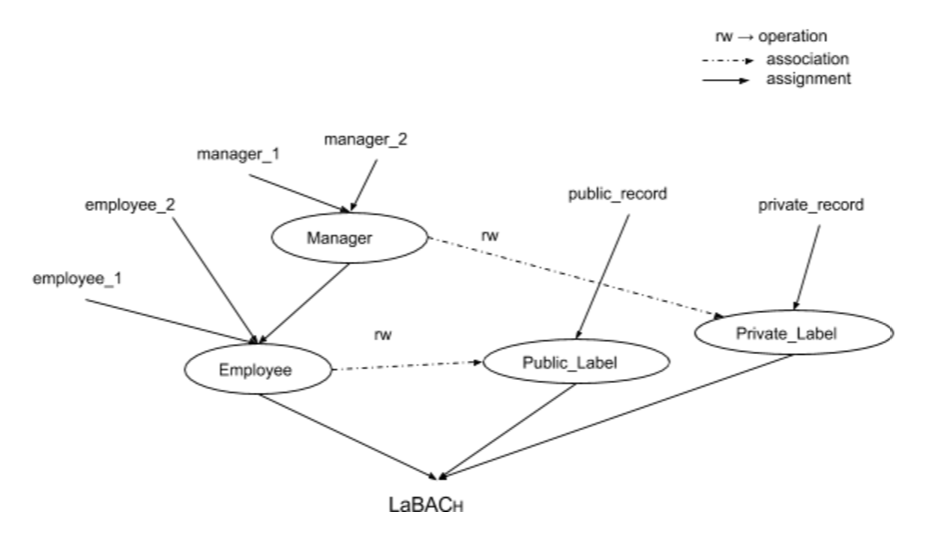 rw → operation
association
assignment
manager_2
manager_1
public_record
employee_2
private_record
Manager
rw
employee_1
Private_Label
rw
Public_Label
Employee
LaBACH